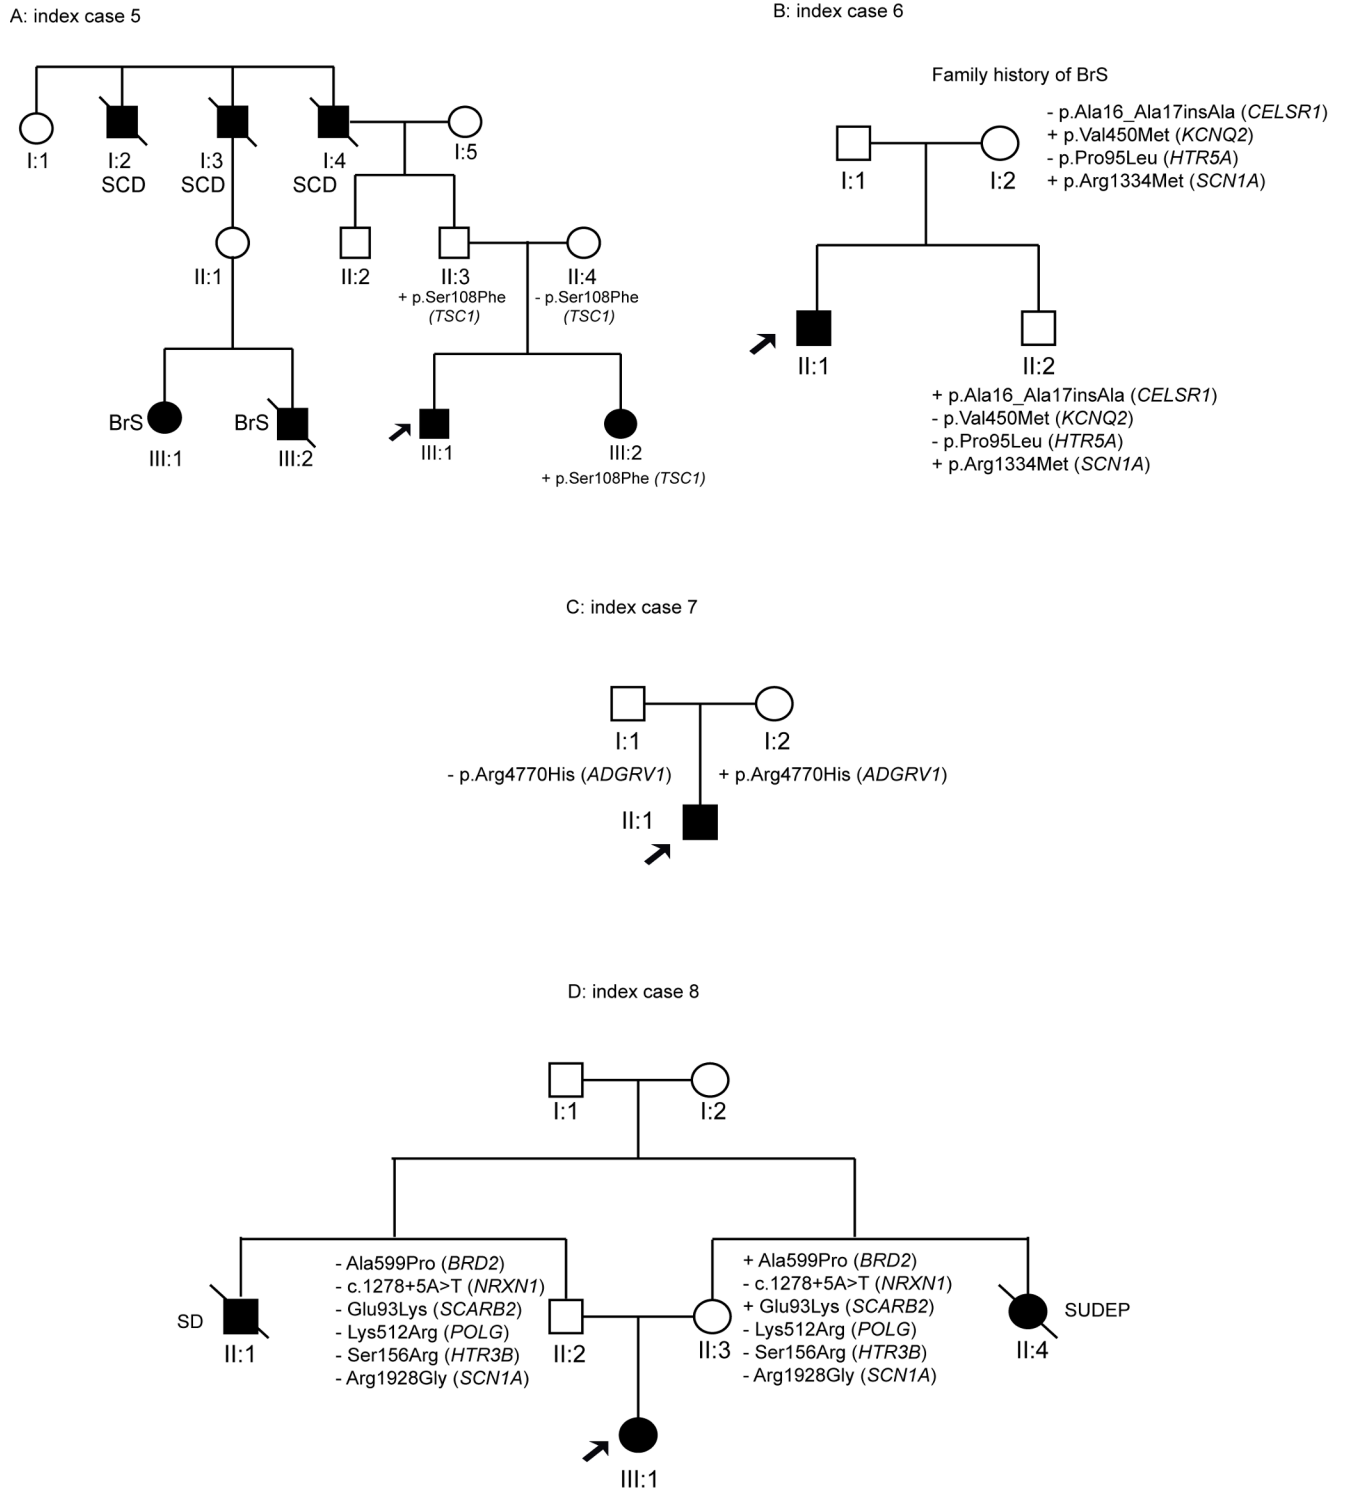 A: index case 5
I:1
I:2
SCD
I:3
SCD
I:4
SCD
I:5
II:1
II:2
II:3
+ p.Ser108Phe
(TSC1)
II:4
- p.Ser108Phe
(TSC1)
BrS
III:1
BrS
III:2
III:1
III:2
+ p.Ser108Phe (TSC1)
B: index case 6
Family history of BrS
- p.Ala16_Ala17insAla (CELSR1)
+ p.Val450Met (KCNQ2)
- p.Pro95Leu (HTR5A)
+ p.Arg1334Met (SCN1A)
I:1
I:2
II:1
II:2
+ p.Ala16_Ala17insAla (CELSR1)
- p.Val450Met (KCNQ2)
- p.Pro95Leu (HTR5A)
+ p.Arg1334Met (SCN1A)
C: index case 7
I:1
I:2
- p.Arg4770His (ADGRV1)
+ p.Arg4770His (ADGRV1)
II:1
D: index case 8
I:1
I:2
SD
II:1
- Ala599Pro (BRD2)
- c.1278+5A>T (NRXN1)
- Glu93Lys (SCARB2)
- Lys512Arg (POLG)
- Ser156Arg (HTR3B)
- Arg1928Gly (SCN1A)
II:2
II:3
+ Ala599Pro (BRD2)
- c.1278+5A>T (NRXN1)
+ Glu93Lys (SCARB2)
- Lys512Arg (POLG)
- Ser156Arg (HTR3B)
- Arg1928Gly (SCN1A)
SUDEP
II:4
III:1